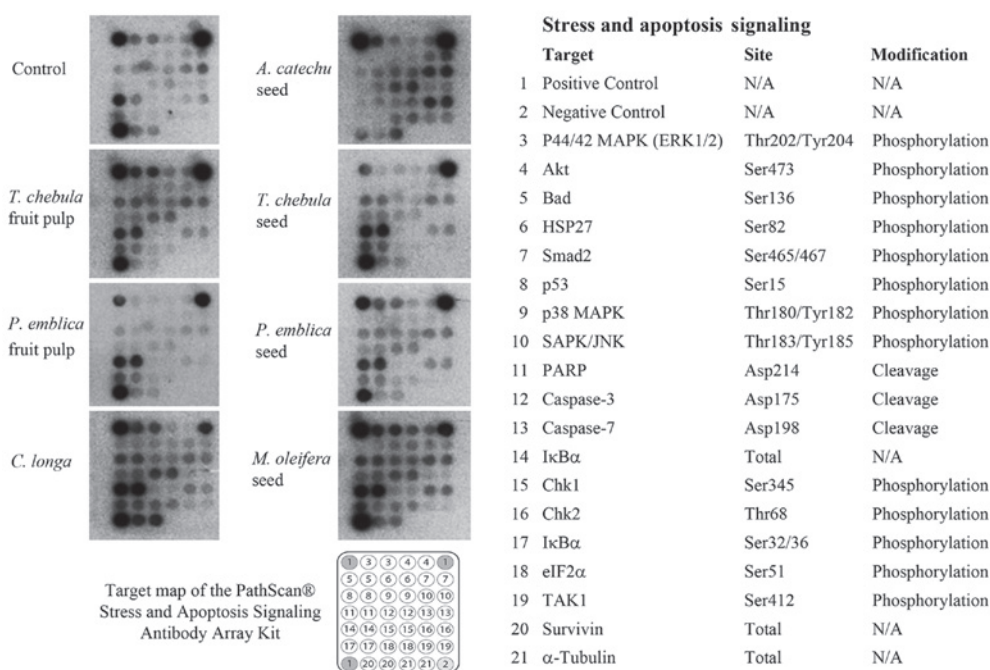 Control
A. catechu
seed
T. chebula
fruit pulp
T. chebula
seed
P. emblica
fruit pulp
P. emblica
seed
C. longa
M. oleifera
seed
Target map of the PathScan®
Stress and Apoptosis Signaling
Antibody Array Kit
1 3 3 4 4 1
5 5 6 6 7 7
8 8 9 9 10 10
11 11 12 12 13 13
14 14 15 15 16 16
17 17 18 18 19 19
1 20 20 21 21 2
Stress and apoptosis signaling
Target Site Modification
1 Positive Control N/A N/A
2 Negative Control N/A N/A
3 P44/42 MAPK (ERK1/2) Thr202/Tyr204 Phosphorylation
4 Akt Ser473 Phosphorylation
5 Bad Ser136 Phosphorylation
6 HSP27 Ser82 Phosphorylation
7 Smad2 Ser465/467 Phosphorylation
8 p53 Ser15 Phosphorylation
9 p38 MAPK Thr180/Tyr182 Phosphorylation
10 SAPK/JNK Thr183/Tyr185 Phosphorylation
11 PARP Asp214 Cleavage
12 Caspase-3 Asp175 Cleavage
13 Caspase-7 Asp198 Cleavage
14 IκBα Total N/A
15 Chk1 Ser345 Phosphorylation
16 Chk2 Thr68 Phosphorylation
17 IκBα Ser32/36 Phosphorylation
18 eIF2α Ser51 Phosphorylation
19 TAK1 Ser412 Phosphorylation
20 Survivin Total N/A
21 α-Tubulin Total N/A